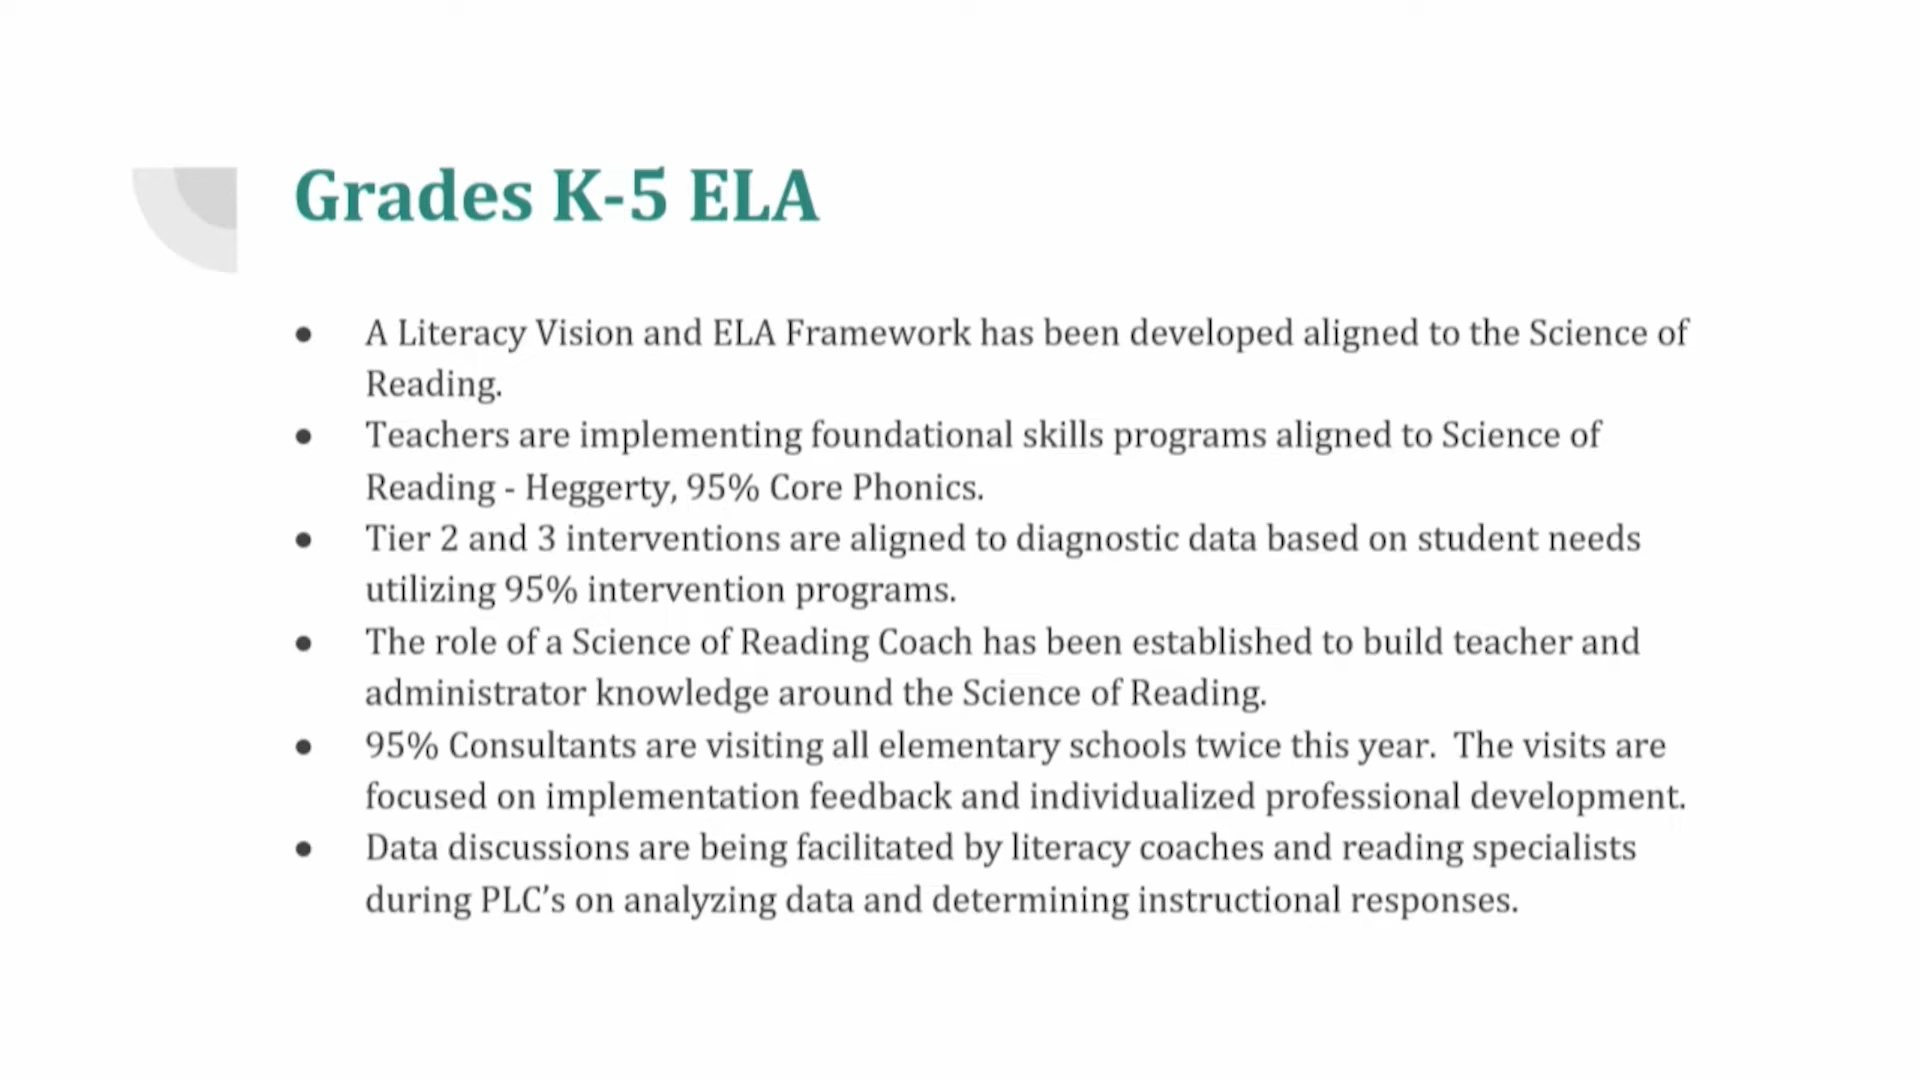 Grades K-5 ELA
● A Literacy Vision and ELA Framework has been developed aligned to the Science of
Reading.
● Teachers are implementing foundational skills programs aligned to Science of
Reading - Heggerty, 95% Core Phonics.
● Tier 2 and 3 interventions are aligned to diagnostic data based on student needs
utilizing 95% intervention programs.
● The role of a Science of Reading Coach has been established to build teacher and
administrator knowledge around the Science of Reading.
● 95% Consultants are visiting all elementary schools twice this year.  The visits are
focused on implementation feedback and individualized professional development.
● Data discussions are being facilitated by literacy coaches and reading specialists
during PLC’s on analyzing data and determining instructional responses.